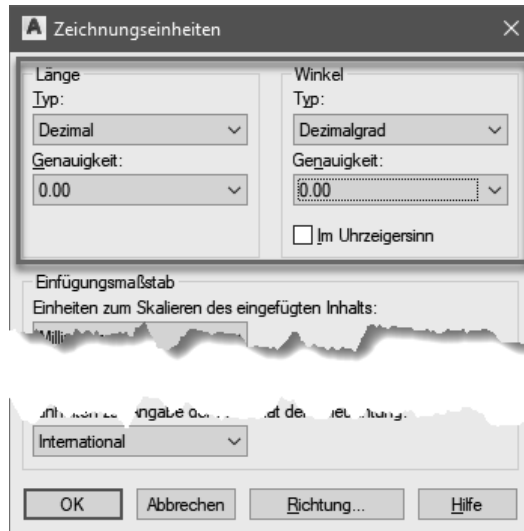 A Zeichnungseinheiten
Länge
Typ:
Dezimal
Genauigkeit:
0.00
Winkel
Typ:
Dezimalgrad
Genauigkeit:
0.00
Im Uhrzeigersinn
Einfügungsmaßstab
Einheiten zum Skalieren des eingefügten Inhalts:
International
OK Abbrechen Richtung... Hilfe